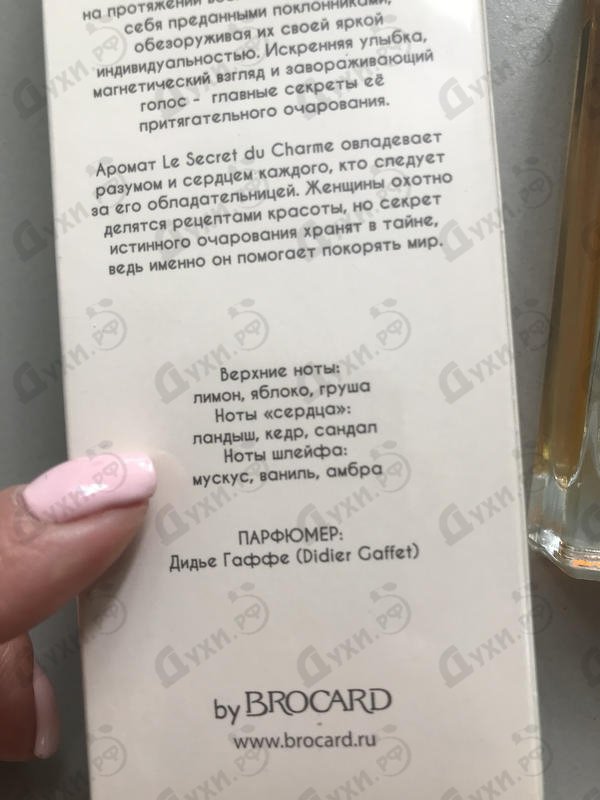 на протяжении
себя преданными поклонниками,
обезоруживая их своей яркой
индивидуальностью. Искренняя улыбка,
магнетический взгляд и завораживающий
голос - главные секреты её
притягательного очарования.
Аромат Le Secret du Charme овладевает
разумом и сердцем каждого, кто следует
за его обладательницей. Женщины охотно
делятся рецептами красоты, но секрет
истинного очарования хранят в тайне,
ведь именно он помогает покорять мир.
Верхние ноты:
лимон, яблоко, груша
Ноты «сердца»:
ландыш, кедр, сандал
Ноты шлейфа:
мускус, ваниль, амбра
ПАРФЮМЕР:
Дидье Гаффе (Didier Gaffet)
by BROCARD
www.brocard.ru
Духи.рф